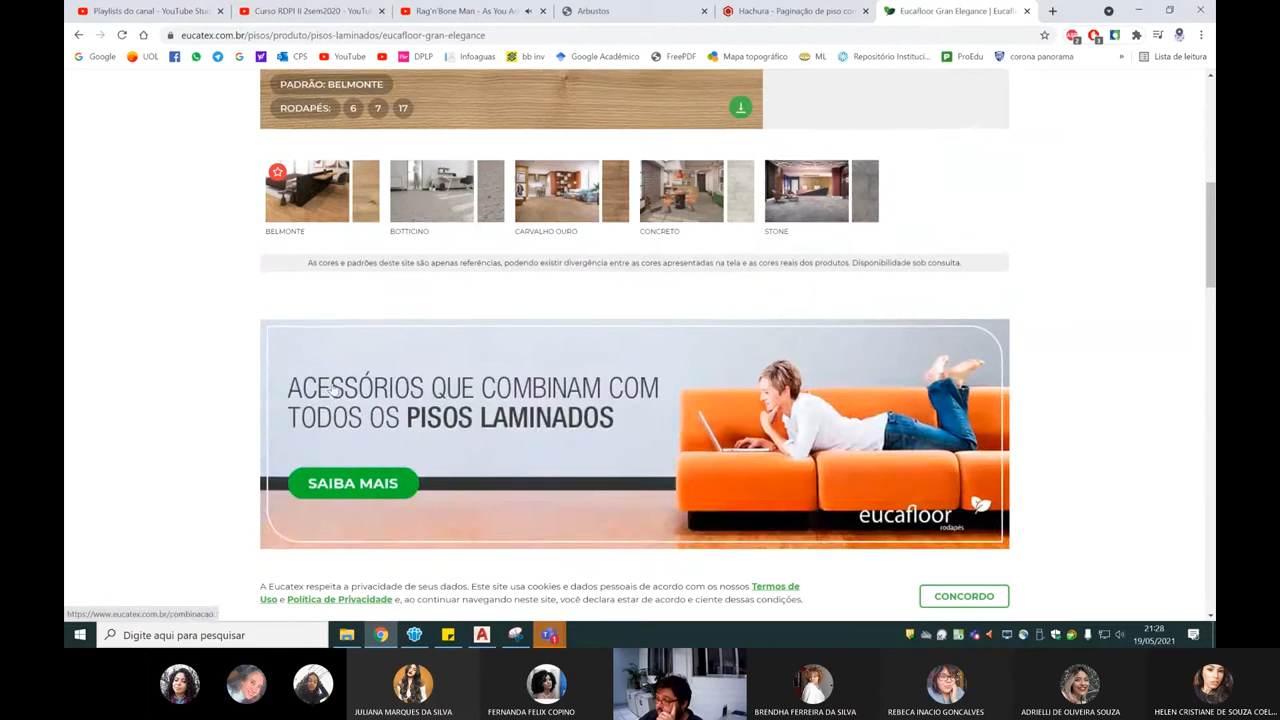 Playlists do canal - YouTube Stu
Curso RDPI II 2sem2020 - YouTu
Rag'n'Bone Man - As You An
Arbustos
Hachura - Paginação de piso co
Eucafloor Gran Elegance | Eucafl
eucatex.com.br/pisos/produto/pisos-laminados/eucafloor-gran-elegance
Google
UOL
CPS
YouTube
DPLP
Infoaguas
bb inv
Google Acadêmico
FreePDF
Mapa topográfico
ML
Repositório Instituci...
ProEdu
corona panorama
»
Lista de leitura
PADRÃO: BELMONTE
RODAPÉS: 6 7 17
BELMONTE
BOTTICINO
CARVALHO OURO
CONCRETO
STONE
As cores e padrões deste site são apenas referências, podendo existir divergência entre as cores apresentadas na tela e as cores reais dos produtos. Disponibilidade sob consulta.
ACESSÓRIOS QUE COMBINAM COM
TODOS OS PISOS LAMINADOS
SAIBA MAIS
eucafloor
rodapés
A Eucatex respeita a privacidade de seus dados. Este site usa cookies e dados pessoais de acordo com os nossos Termos de
Uso e Política de Privacidade e, ao continuar navegando neste site, você declara estar de acordo e ciente dessas condições.
CONCORDO
https://www.eucatex.com.br/combinacao
Digite aqui para pesquisar
21:28
19/05/2021
JULIANA MARQUES DA SILVA
FERNANDA FELIX COPINO
BRENDHA FERREIRA DA SILVA
REBECA INACIO GONCALVES
ADRIELLI DE OLIVEIRA SOUZA
HELEN CRISTIANE DE SOUZA COEL...